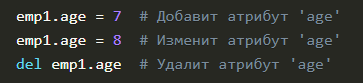 emp1.age = 7  # Добавит атрибут 'age'
emp1.age = 8  # Изменит атрибут 'age'
del emp1.age  # Удалит атрибут 'age'